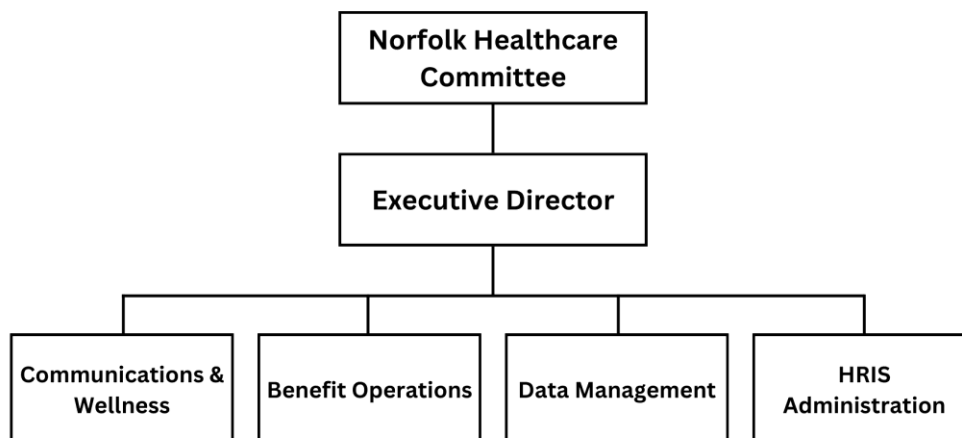 Norfolk Healthcare
Committee
Executive Director
Communications &
Wellness
Benefit Operations
Data Management
HRIS
Administration